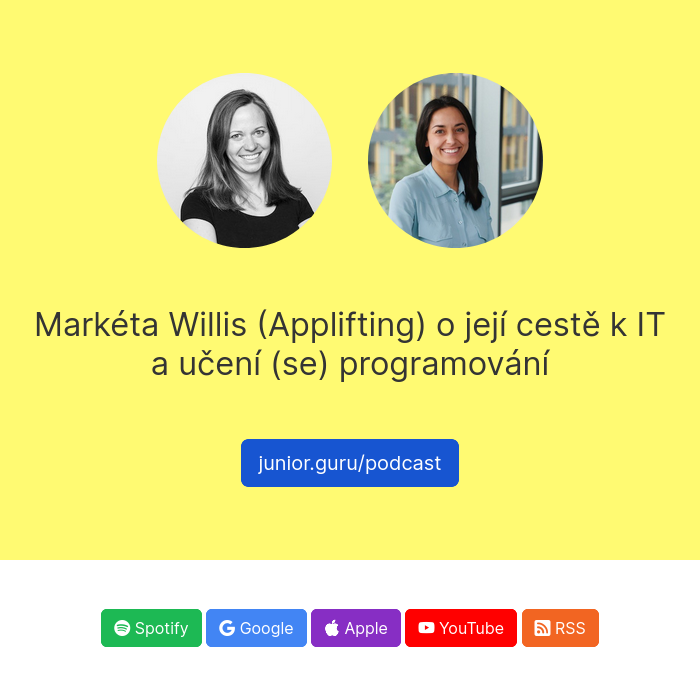 Markéta Willis (Applifting) o její cestě k IT
a učení (se) programování
junior.guru/podcast
Spotify Google Apple YouTube RSS